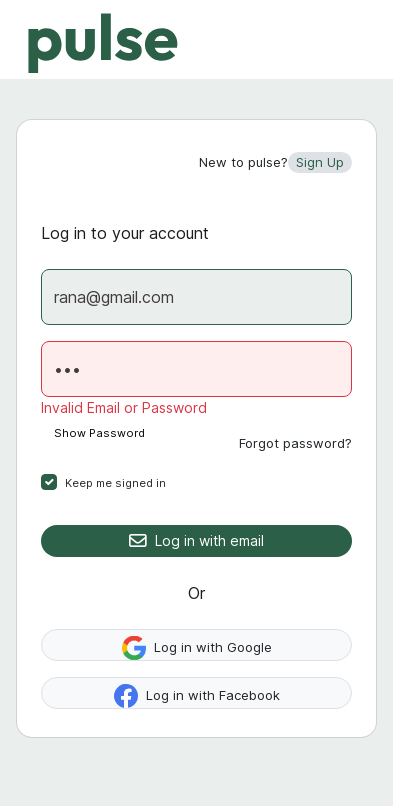 pulse
New to pulse? Sign Up
Log in to your account
rana@gmail.com
•••
Invalid Email or Password
Show Password
Forgot password?
Keep me signed in
Log in with email
Or
Log in with Google
Log in with Facebook